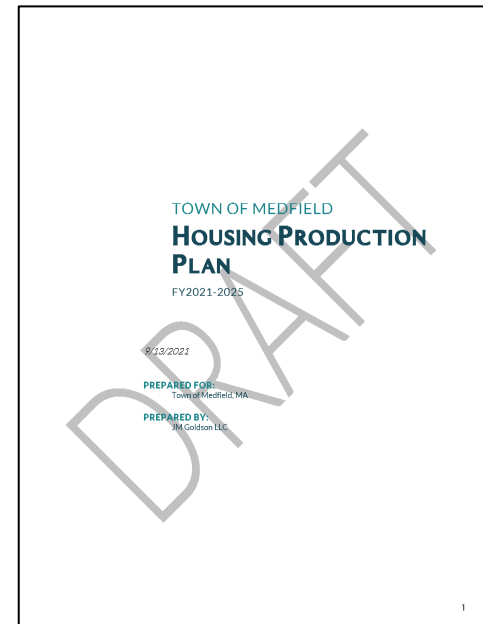 TOWN OF MEDFIELD
HOUSING PRODUCTION
PLAN
FY2021-2025
9/13/2021
PREPARED FOR:
Town of Medfield, MA
PREPARED BY:
JM Goldson LLC
DRAFT
1